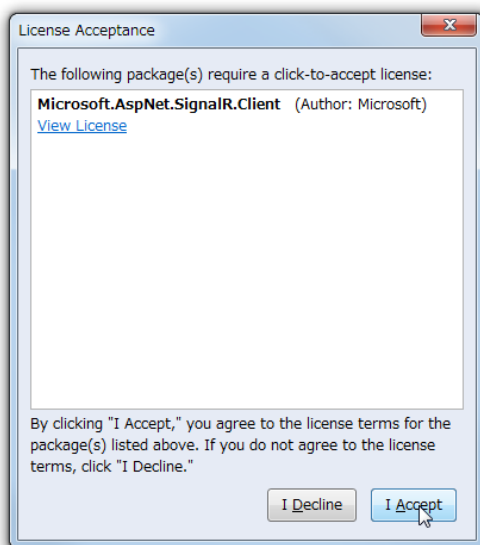 License Acceptance
The following package(s) require a click-to-accept license:
Microsoft.AspNet.SignalR.Client (Author: Microsoft)
View License
By clicking "I Accept," you agree to the license terms for the
package(s) listed above. If you do not agree to the license
terms, click "I Decline."
I Decline
I Accept